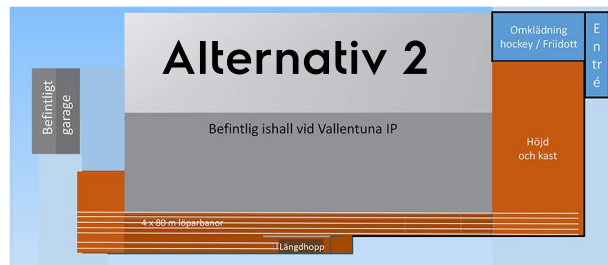 Alternativ 2
Omklädning
hockey / Friidott
Entré
Befintligt
garage
Befintlig ishall vid Vallentuna IP
Höjd
och kast
4 x 80 m löparbanor
Längdhopp